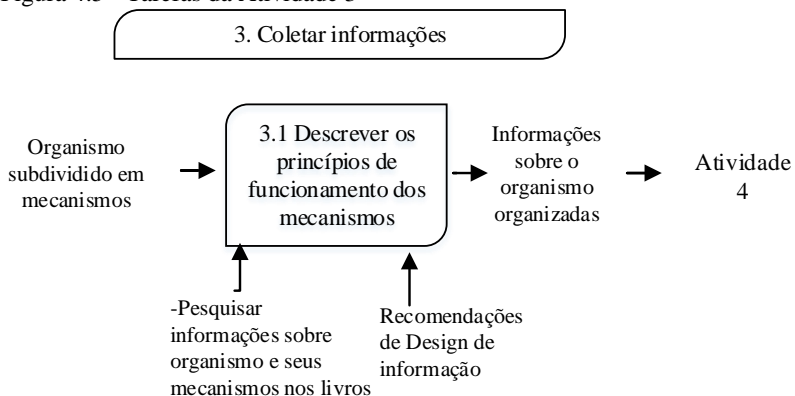 Figura 4.3 – Tarefas da Atividade 3
3. Coletar informações
Organismo
subdividido em
mecanismos
3.1 Descrever os
princípios de
funcionamento dos
mecanismos
Informações
sobre o
organismo
organizadas
Atividade
4
-Pesquisar
informações sobre
organismo e seus
mecanismos nos livros
Recomendações
de Design de
informação